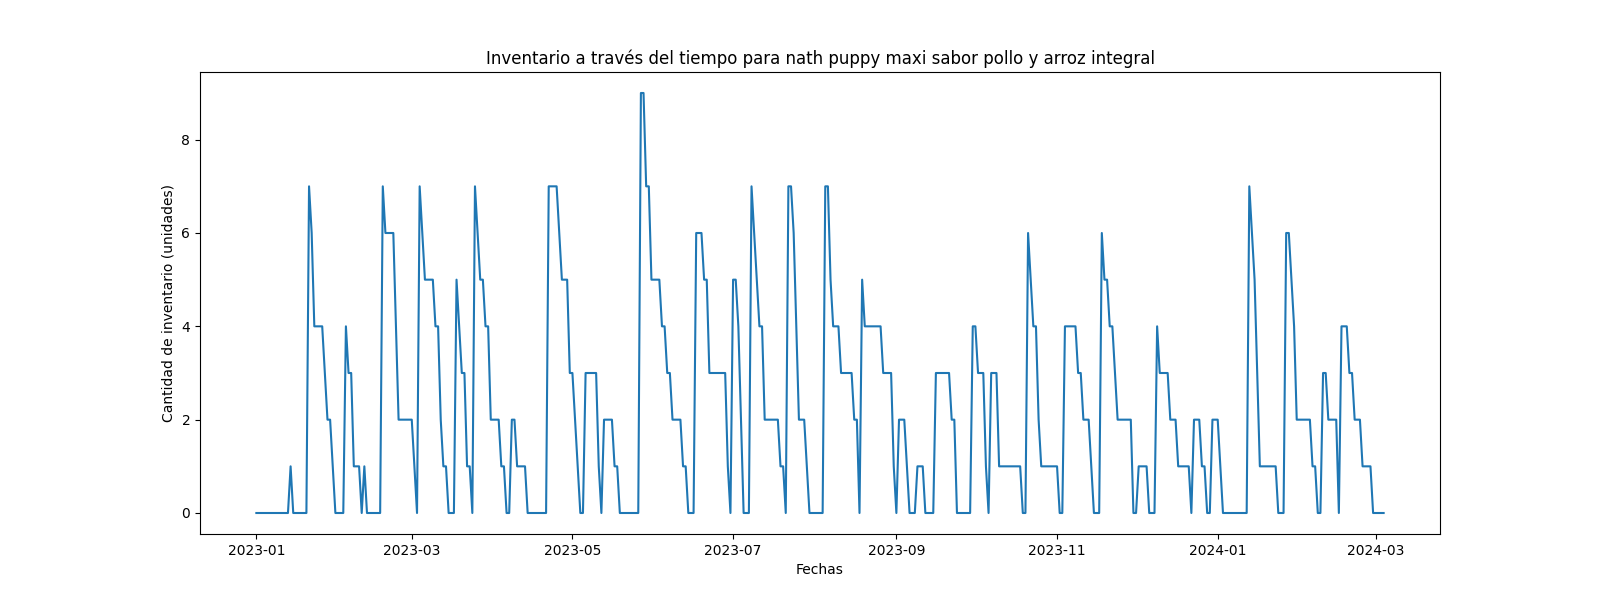 Inventario a través del tiempo para nath puppy maxi sabor pollo y arroz integral
Cantidad de inventario (unidades)
8
6
4
2
0
2023-01 2023-03 2023-05 2023-07 2023-09 2023-11 2024-01 2024-03
Fechas